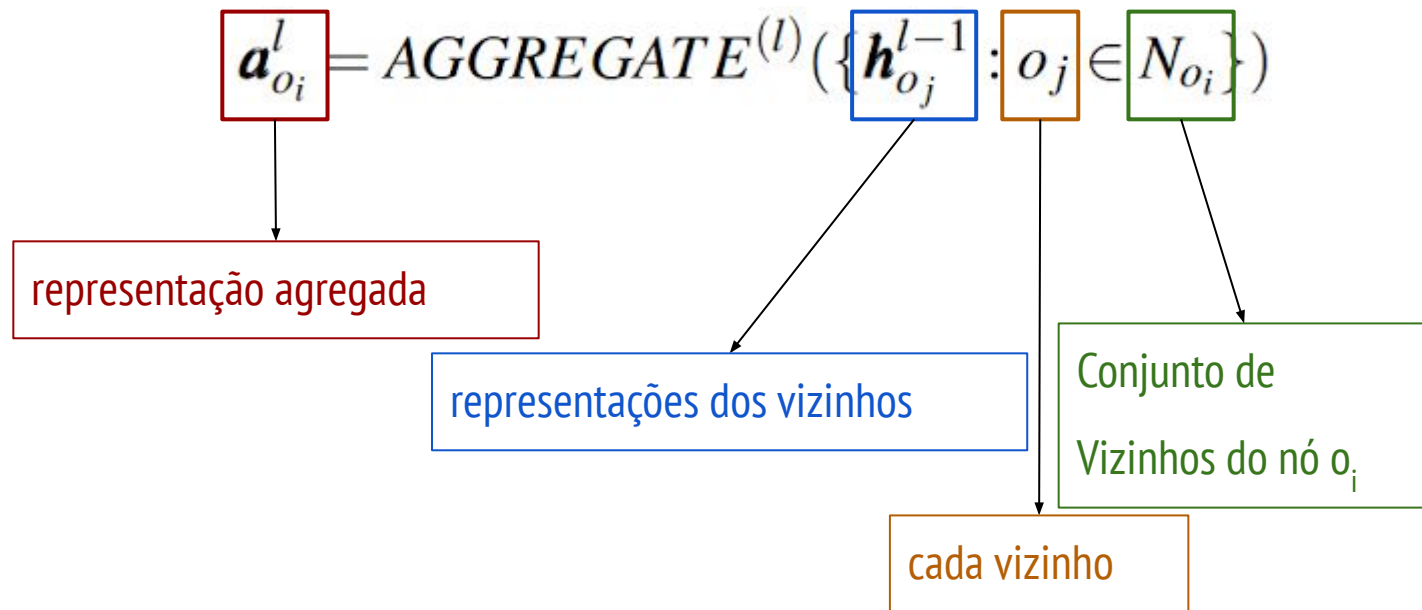 𝒂^l_{o_i} = AGGREGATE^{(l)}({𝒉^{l−1}_{o_j} : o_j ∈ N_{o_i}})
representação agregada
representações dos vizinhos
Conjunto de
Vizinhos do nó o_i
cada vizinho